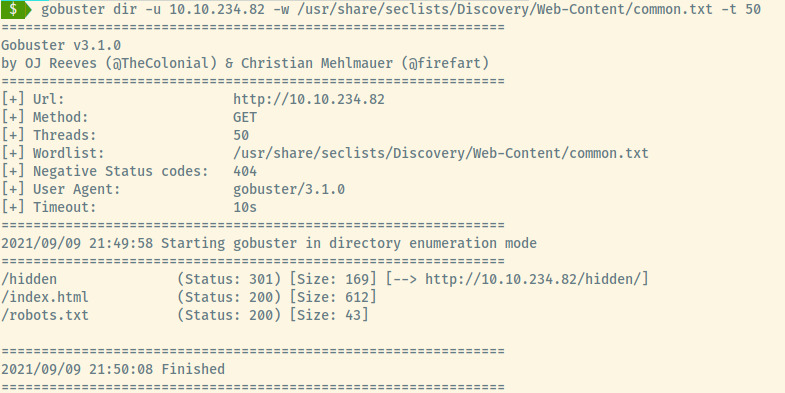 $ gobuster dir -u 10.10.234.82 -w /usr/share/seclists/Discovery/Web-Content/common.txt -t 50
===============================================================
Gobuster v3.1.0
by OJ Reeves (@TheColonial) & Christian Mehlmauer (@firefart)
===============================================================
[+] Url:                     http://10.10.234.82
[+] Method:                  GET
[+] Threads:                 50
[+] Wordlist:                /usr/share/seclists/Discovery/Web-Content/common.txt
[+] Negative Status codes:   404
[+] User Agent:              gobuster/3.1.0
[+] Timeout:                 10s
===============================================================
2021/09/09 21:49:58 Starting gobuster in directory enumeration mode
===============================================================
/hidden               (Status: 301) [Size: 169] [--> http://10.10.234.82/hidden/]
/index.html           (Status: 200) [Size: 612]
/robots.txt           (Status: 200) [Size: 43]
===============================================================
2021/09/09 21:50:08 Finished
===============================================================